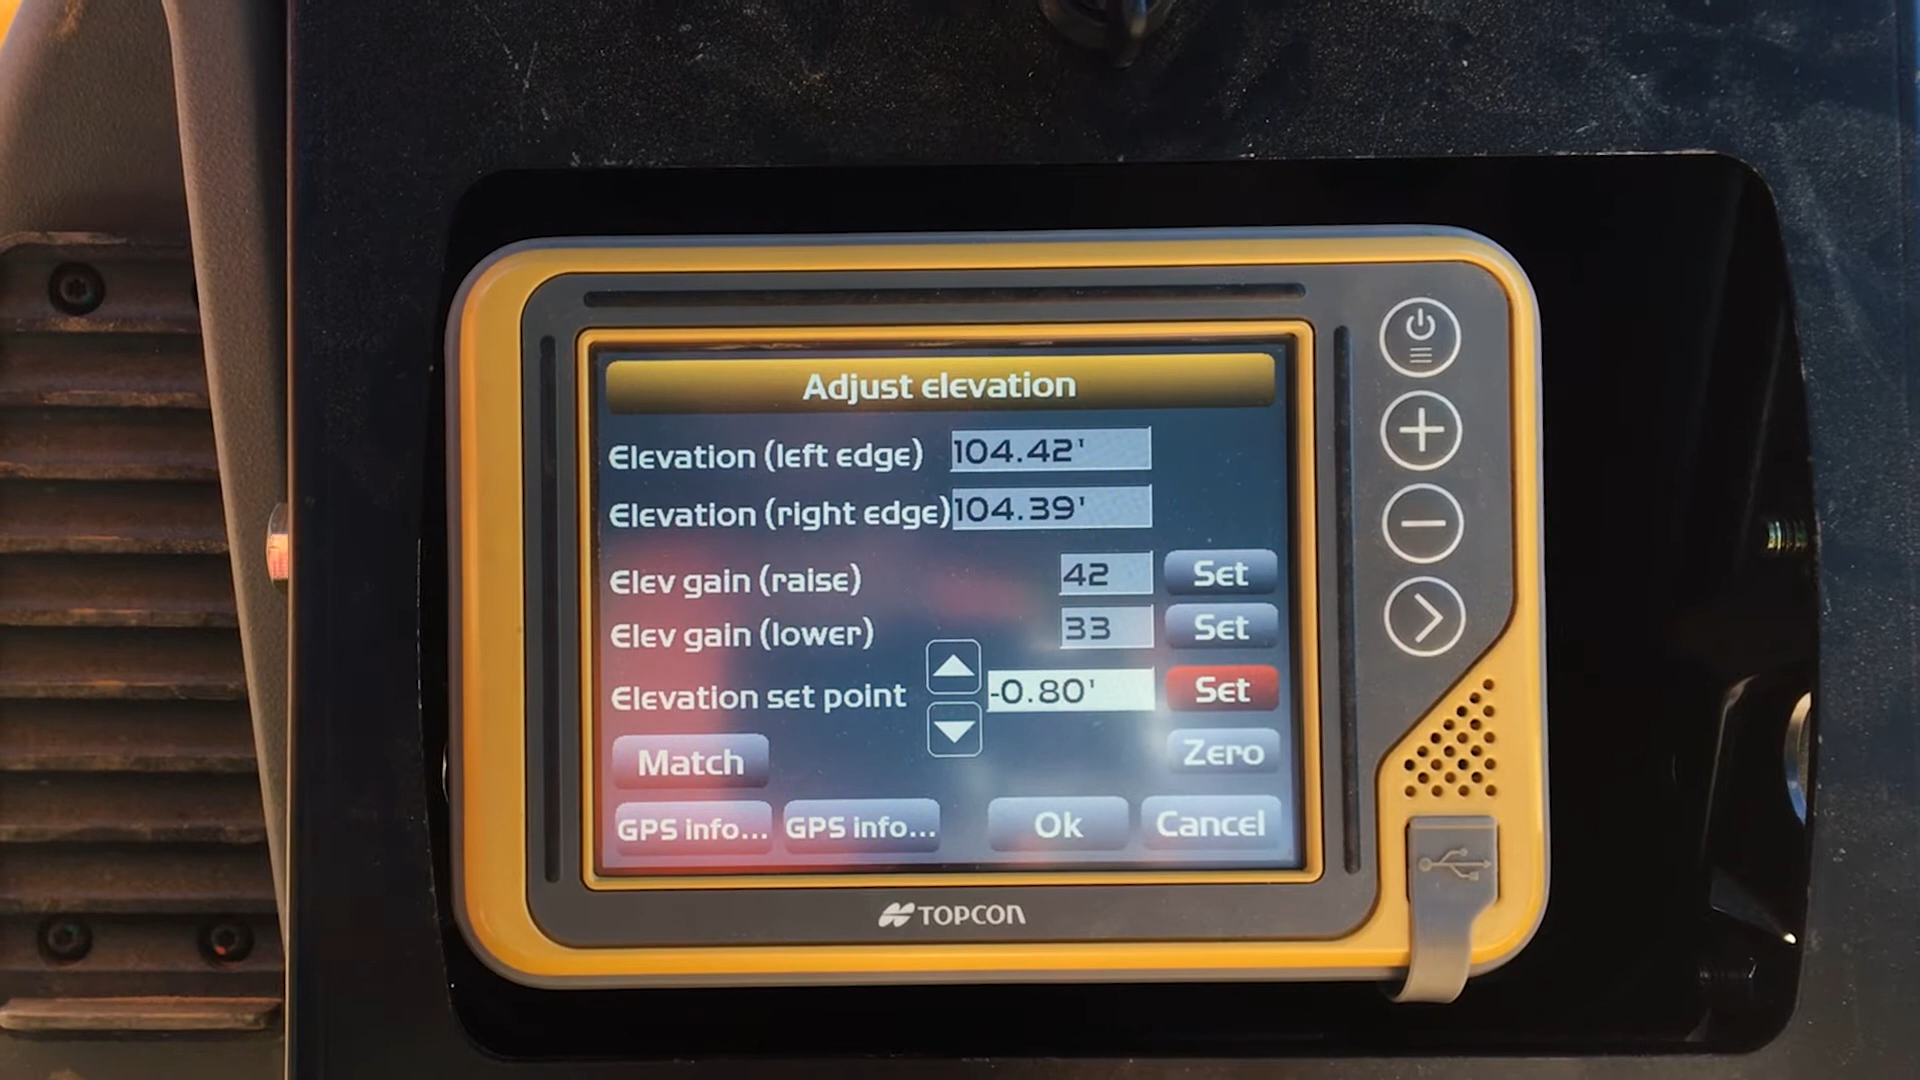 Adjust elevation
Elevation (left edge) 104.42'
Elevation (right edge) 104.39'
Elev gain (raise) 42 Set
Elev gain (lower) 33 Set
Elevation set point -0.80' Set
Match Zero
GPS info... GPS info... Ok Cancel
TOPCON